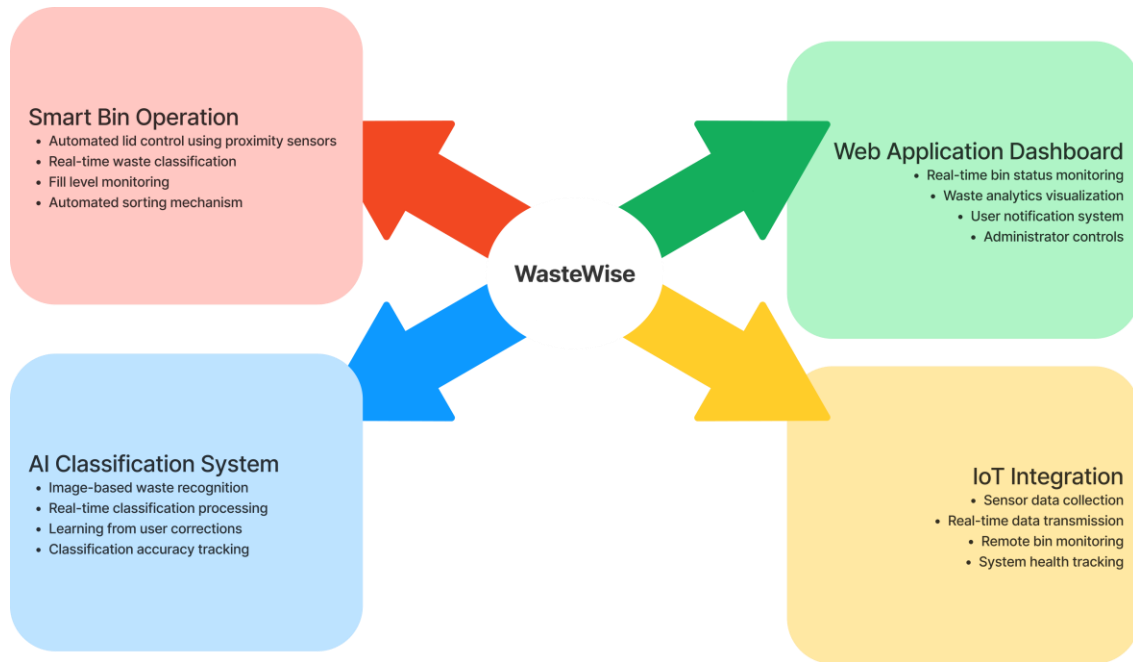 Smart Bin Operation
• Automated lid control using proximity sensors
• Real-time waste classification
• Fill level monitoring
• Automated sorting mechanism
Web Application Dashboard
• Real-time bin status monitoring
• Waste analytics visualization
• User notification system
• Administrator controls
WasteWise
AI Classification System
• Image-based waste recognition
• Real-time classification processing
• Learning from user corrections
• Classification accuracy tracking
IoT Integration
• Sensor data collection
• Real-time data transmission
• Remote bin monitoring
• System health tracking